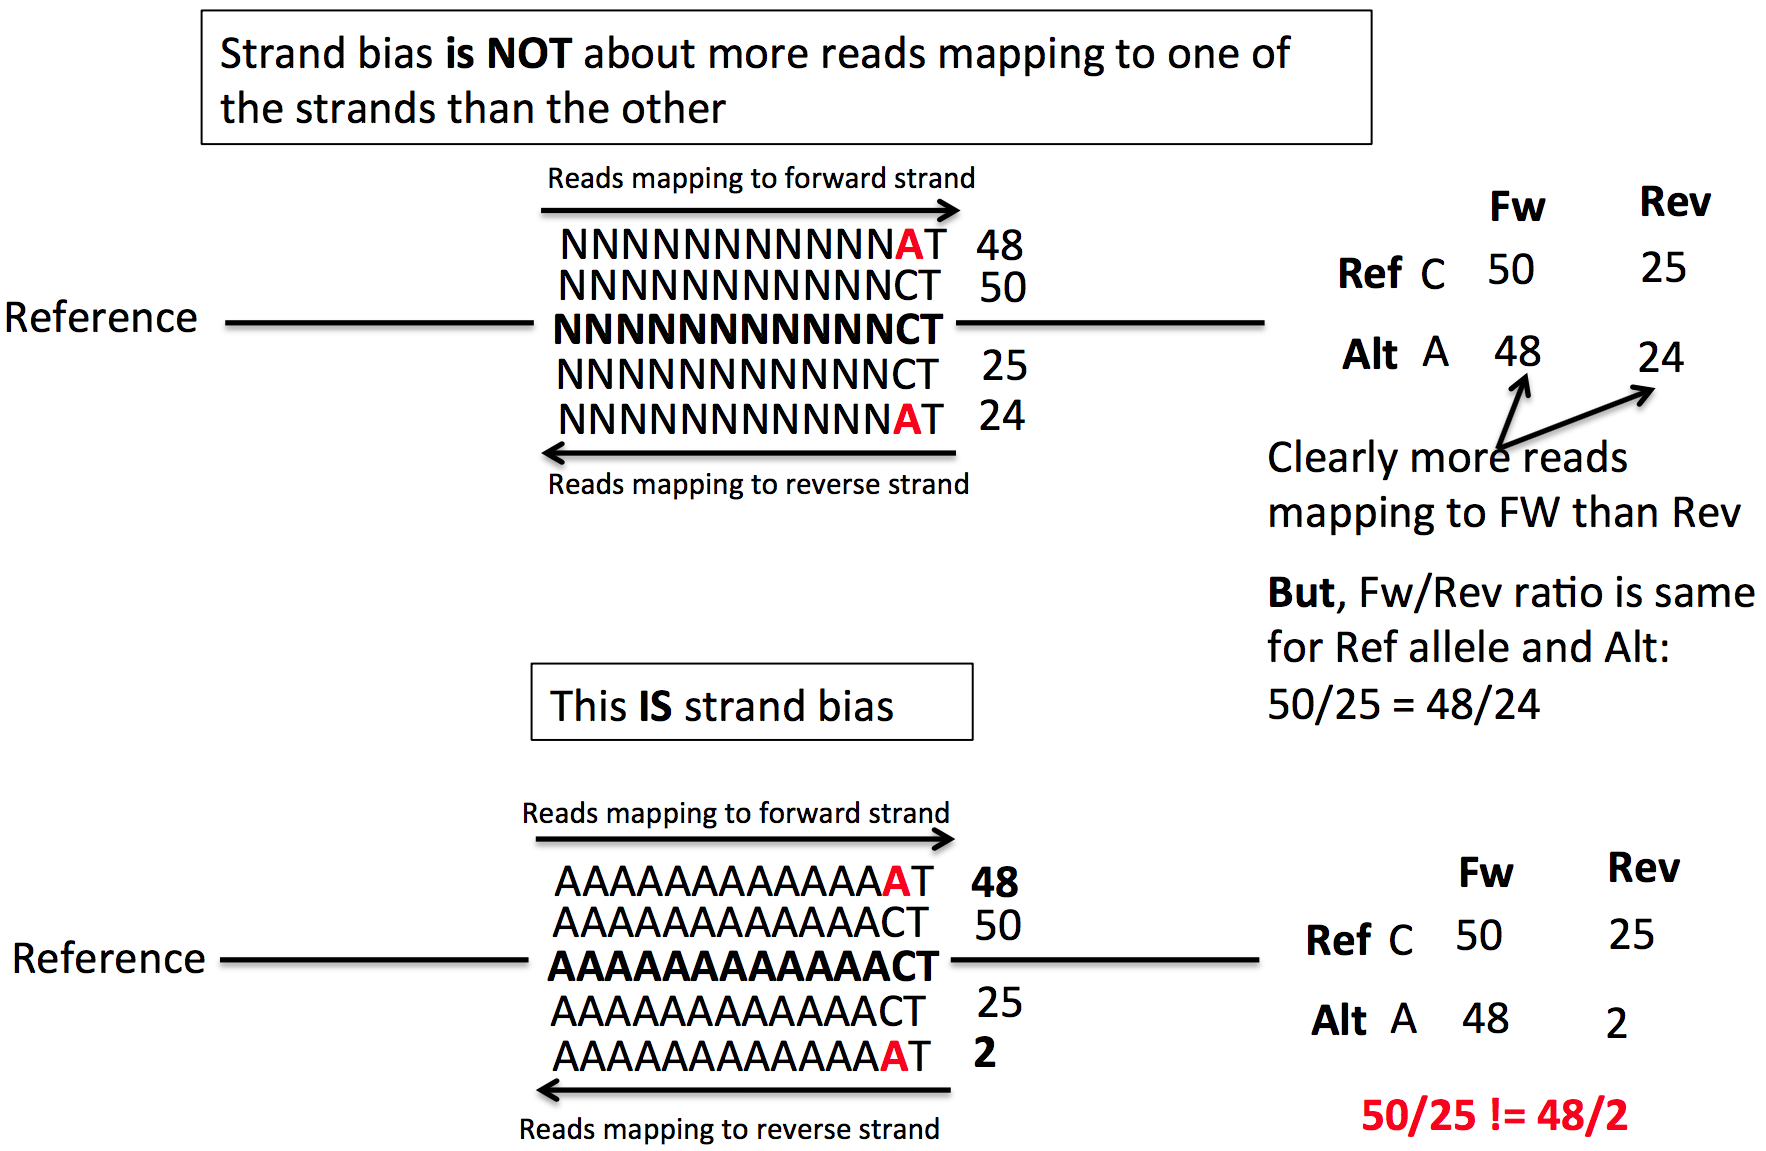 Strand bias is NOT about more reads mapping to one of
the strands than the other
Reads mapping to forward strand
NNNNNNNNNNNAT 48
NNNNNNNNNNNCT 50
Reference NNNNNNNNNNNCT
NNNNNNNNNNNCT 25
NNNNNNNNNNNAT 24
Reads mapping to reverse strand
Fw Rev
Ref C 50 25
Alt A 48 24
Clearly more reads
mapping to FW than Rev
But, Fw/Rev ratio is same
for Ref allele and Alt:
50/25 = 48/24
This IS strand bias
Reads mapping to forward strand
AAAAAAAAAAAAAT 48
AAAAAAAAAAAACT 50
Reference AAAAAAAAAAAACT
AAAAAAAAAAAACT 25
AAAAAAAAAAAAAT 2
Reads mapping to reverse strand
Fw Rev
Ref C 50 25
Alt A 48 2
50/25 != 48/2